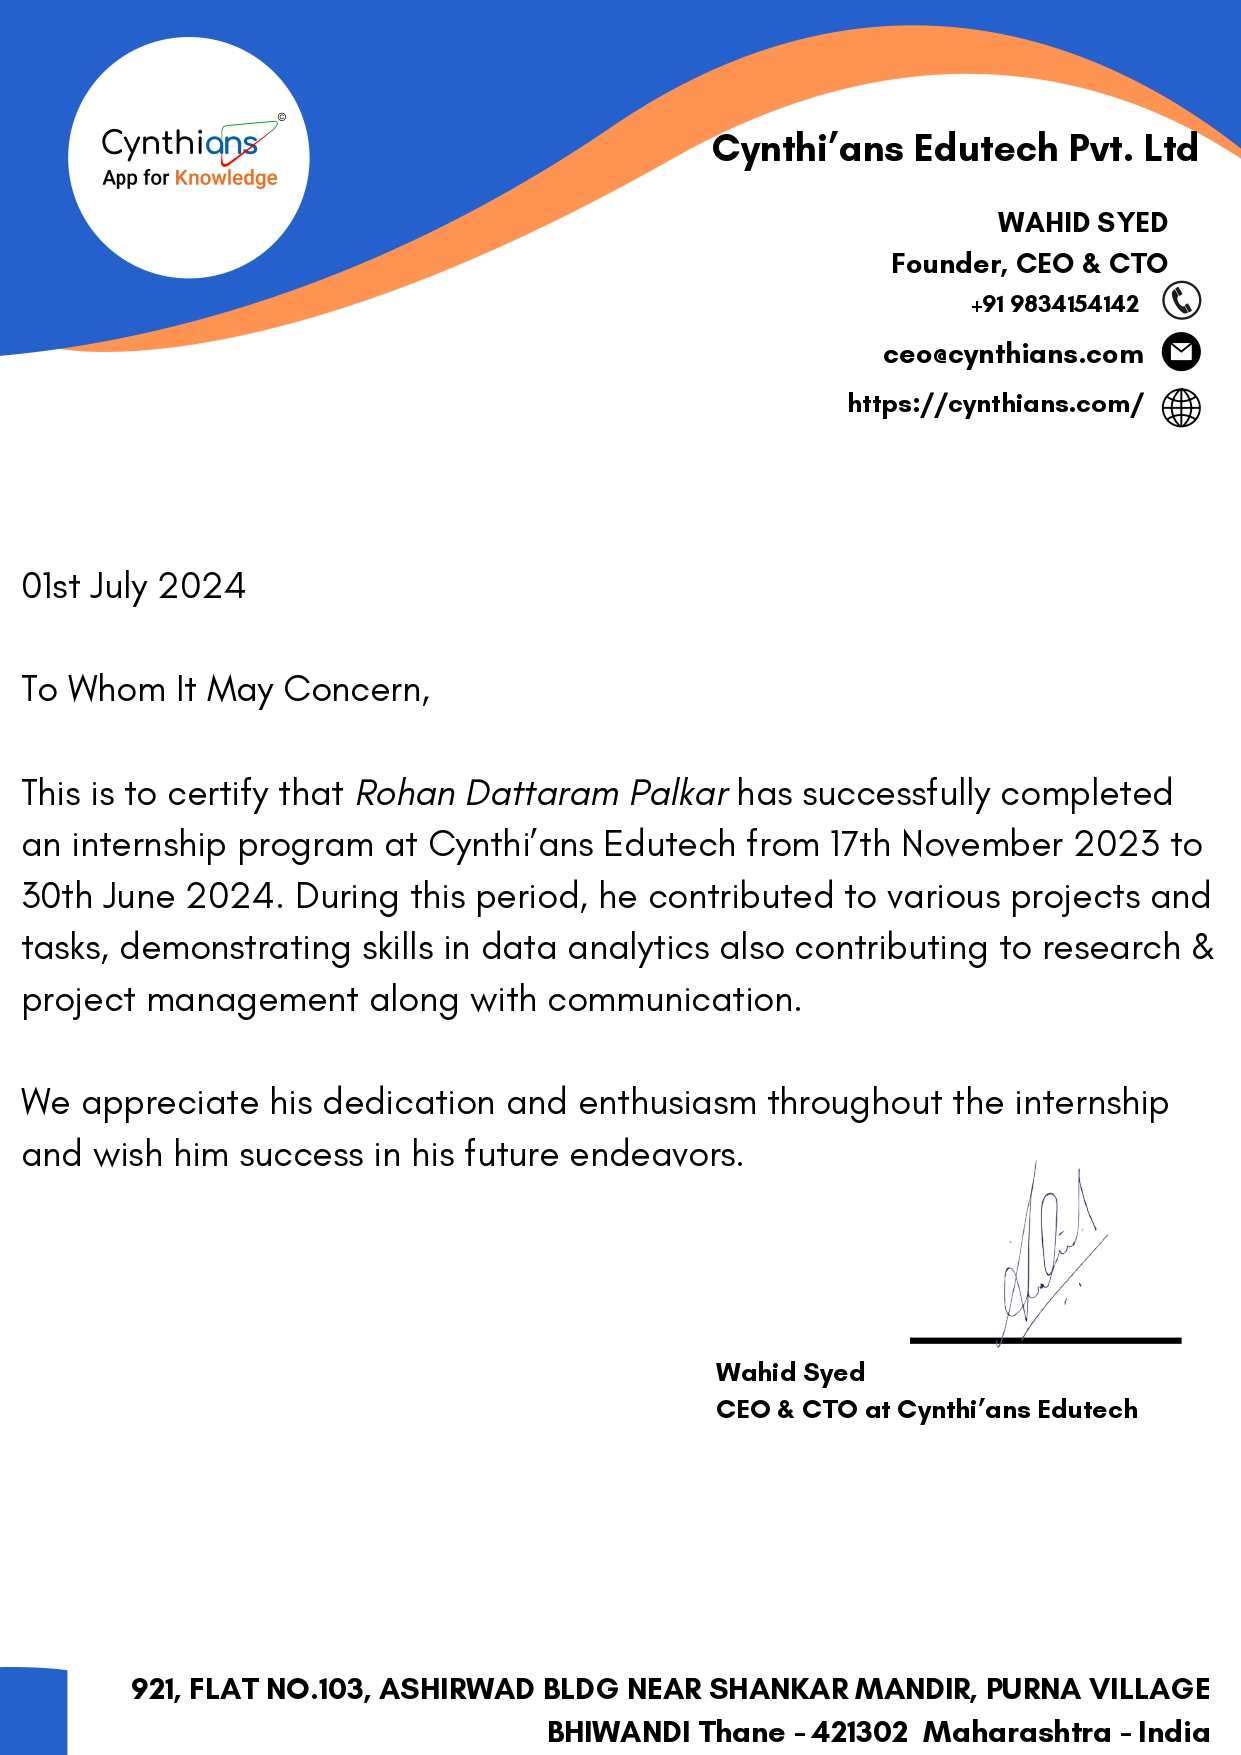 Cynthians ©
App for Knowledge
Cynthi’ans Edutech Pvt. Ltd
WAHID SYED
Founder, CEO & CTO
+91 9834154142
ceo@cynthians.com
https://cynthians.com/
01st July 2024
To Whom It May Concern,
This is to certify that Rohan Dattaram Palkar has successfully completed
an internship program at Cynthi’ans Edutech from 17th November 2023 to
30th June 2024. During this period, he contributed to various projects and
tasks, demonstrating skills in data analytics also contributing to research &
project management along with communication.
We appreciate his dedication and enthusiasm throughout the internship
and wish him success in his future endeavors.
Wahid Syed
CEO & CTO at Cynthi’ans Edutech
921, FLAT NO.103, ASHIRWAD BLDG NEAR SHANKAR MANDIR, PURNA VILLAGE
BHIWANDI Thane - 421302 Maharashtra - India